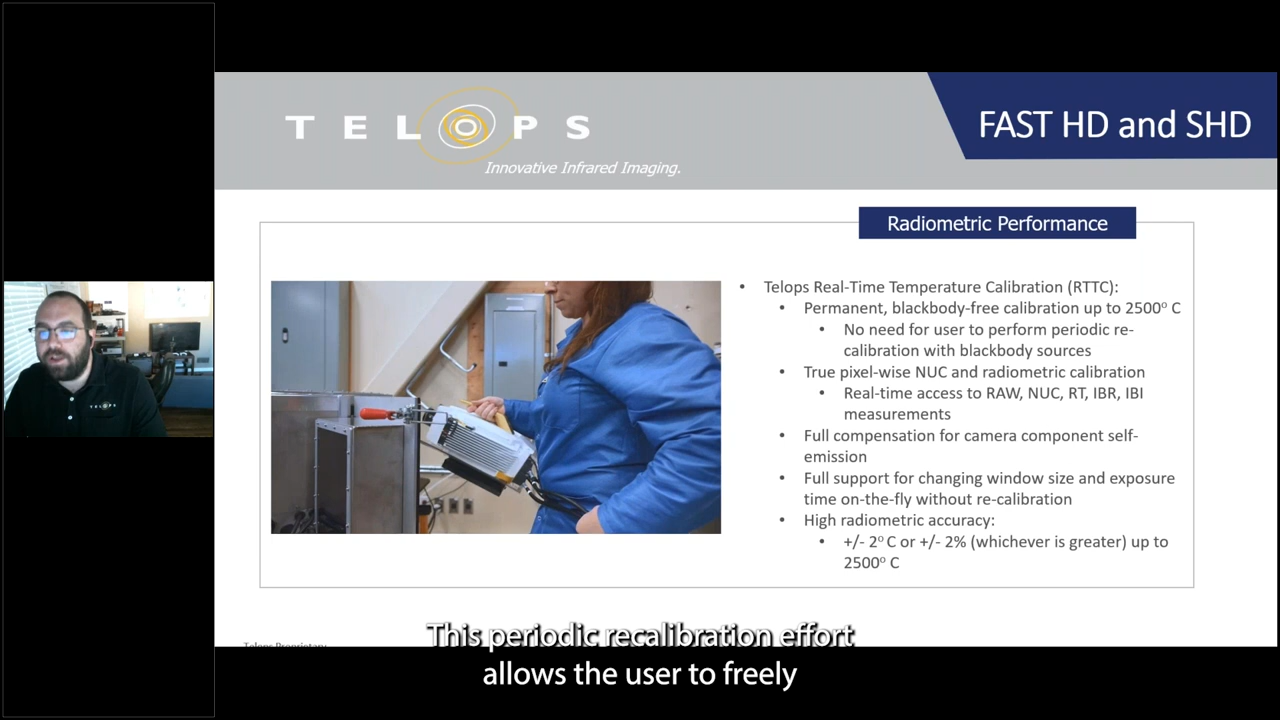 TELOPS
Innovative Infrared Imaging.
FAST HD and SHD
Radiometric Performance
• Telops Real-Time Temperature Calibration (RTTC):
• Permanent, blackbody-free calibration up to 2500º C
• No need for user to perform periodic re-
calibration with blackbody sources
• True pixel-wise NUC and radiometric calibration
• Real-time access to RAW, NUC, RT, IBR, IBI
measurements
• Full compensation for camera component self-
emission
• Full support for changing window size and exposure
time on-the-fly without re-calibration
• High radiometric accuracy:
• +/- 2º C or +/- 2% (whichever is greater) up to
2500º C
TELOPS
Telops Proprietary
This periodic recalibration effort
allows the user to freely